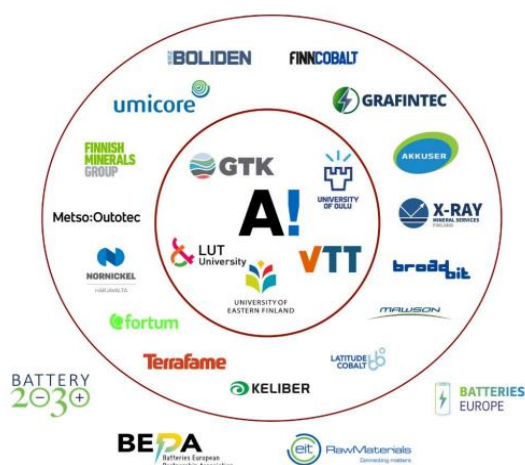 BOLIDEN
FINNCOBALT
umicore
GRAFINTEC
FINNISH
MINERALS
GROUP
GTK
AKKUSER
UNIVERSITY
OF OULU
A!
Metso:Outotec
X-RAY
MINERAL SERVICES
FINLAND
LUT
University
VTT
NORNICKEL
HARJAVALTA
broadbit
UNIVERSITY OF
EASTERN FINLAND
fortum
MAWSON
Terrafame
LATITUDE
COBALT
KELIBER
BATTERY
2030+
BATTERIES
EUROPE
BEPA
Batteries European
Partnership Association
eit RawMaterials
Connecting matters